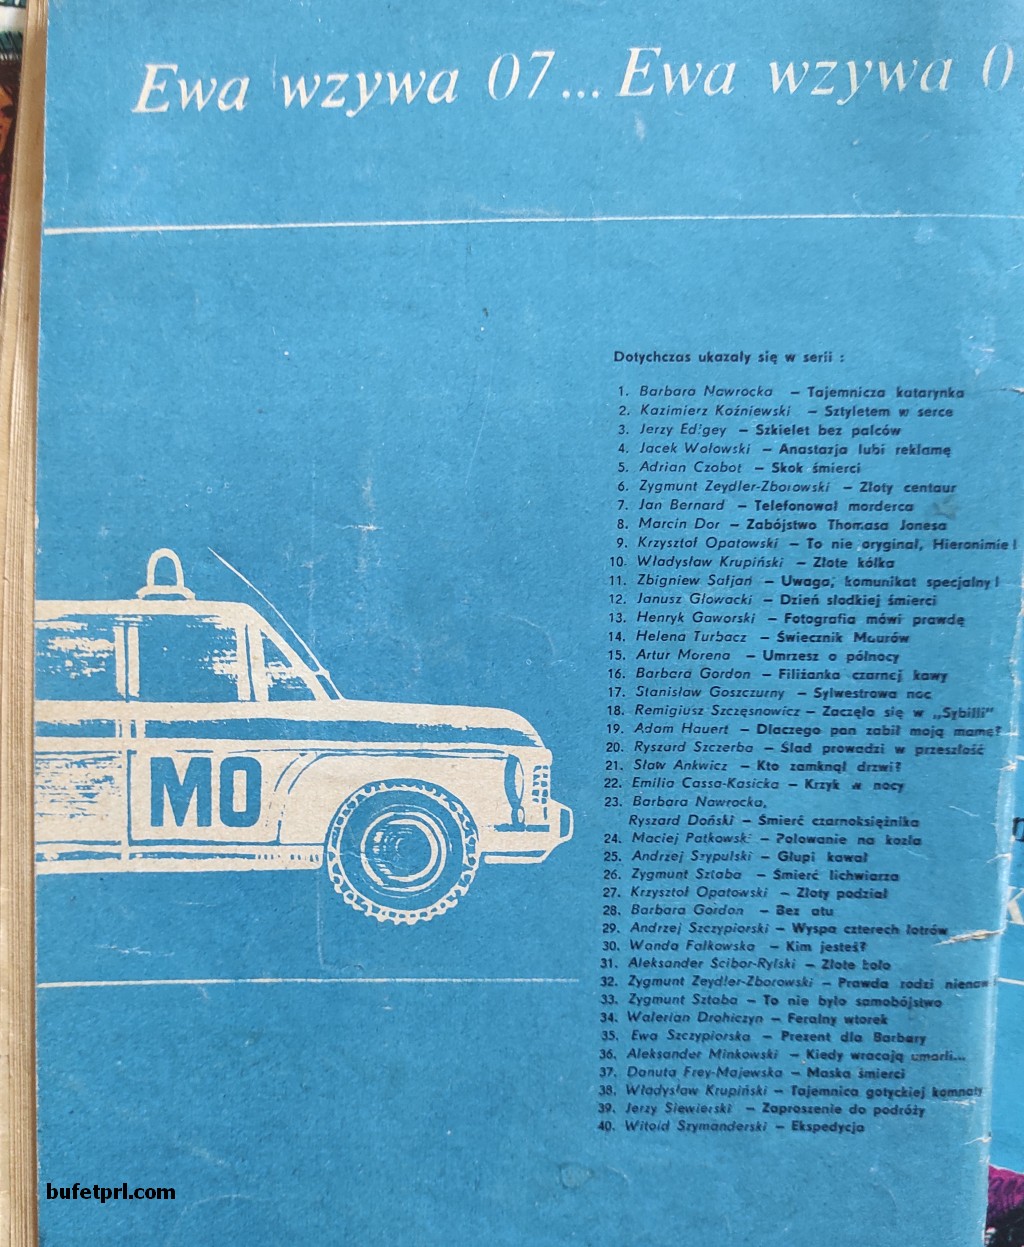 Ewa wzywa 07... Ewa wzywa 0
Dotychczas ukazały się w serii :
1. Barbara Nawrocka – Tajemnicza katarynka
2. Kazimierz Koźniewski – Sztyletem w serce
3. Jerzy Edigey – Szkielet bez palców
4. Jacek Wołowski – Anastazja lubi reklamę
5. Adrian Czobot – Skok śmierci
6. Zygmunt Zeydler-Zborowski – Złoty centaur
7. Jan Bernard – Telefonował morderca
8. Marcin Dor – Zabójstwo Thomasa Jonesa
9. Krzysztof Opatowski – To nie oryginał, Hieronimie!
10. Władysław Krupiński – Złote kółka
11. Zbigniew Safjan – Uwaga, komunikat specjalny!
12. Janusz Głowacki – Dzień słodkiej śmierci
13. Henryk Gaworski – Fotografia mówi prawdę
14. Helena Turbacz – Świecznik Maurów
15. Artur Morena – Umrzesz o północy
16. Barbara Gordon – Filiżanka czarnej kawy
17. Stanisław Goszczurny – Sylwestrowa noc
18. Remigiusz Szczęsnowicz – Zaczęło się w „Sybilli"
19. Adam Hauert – Dlaczego pan zabił moją mamę?
20. Ryszard Szczerba – Ślad prowadzi w przeszłość
21. Sław Ankwicz – Kto zamknął drzwi?
22. Emilia Cassa-Kasicka – Krzyk w nocy
23. Barbara Nawrocka,
Ryszard Doński – Śmierć czarnoksiężnika
24. Maciej Patkowski – Polowanie na kozła
25. Andrzej Szypulski – Głupi kawał
26. Zygmunt Sztaba – Śmierć lichwiarza
27. Krzysztof Opatowski – Złoty podział
28. Barbara Gordon – Bez atu
29. Andrzej Szczypiorski – Wyspa czterech łotrów
30. Wanda Falkowska – Kim jesteś?
31. Aleksander Ścibor-Rylski – Złote koło
32. Zygmunt Zeydler-Zborowski – Prawda rodzi nienaw
33. Zygmunt Sztaba – To nie było samobójstwo
34. Walerian Drohiczyn – Feralny wtorek
35. Ewa Szczypiorska – Prezent dla Barbary
36. Aleksander Minkowski – Kiedy wracają umarli...
37. Danuta Frey-Majewska – Maska śmierci
38. Władysław Krupiński – Tajemnica gotyckiej komnaty
39. Jerzy Siewierski – Zaproszenie do podróży
40. Witold Szymanderski – Ekspedycja
MO
bufetprl.com